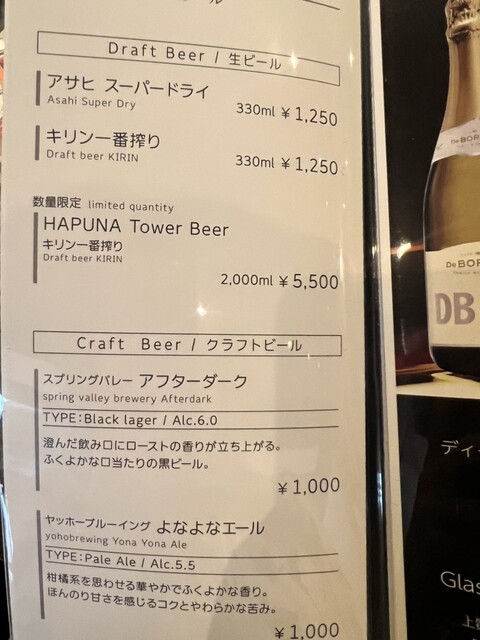 ール
Draft Beer / 生ビール
アサヒ スーパードライ
Asahi Super Dry
330ml ¥1,250
キリン一番搾り
Draft beer KIRIN
330ml ¥1,250
数量限定 limited quantity
HAPUNA Tower Beer
キリン一番搾り
Draft beer KIRIN
2,000ml ¥5,500
Craft Beer / クラフトビール
スプリングバレー アフターダーク
spring valley brewery Afterdark
TYPE:Black lager / Alc.6.0
澄んだ飲み口にローストの香りが立ち上がる。
ふくよかな口当たりの黒ビール。
¥1,000
ヤッホーブルーイング よなよなエール
yohobrewing Yona Yona Ale
TYPE:Pale Ale / Alc.5.5
柑橘系を思わせる華やかでふくよかな香り。
ほんのり甘さを感じるコクとやわらかな苦み。
¥1,000
De BOR
De BOR
DB
ディ
Glas